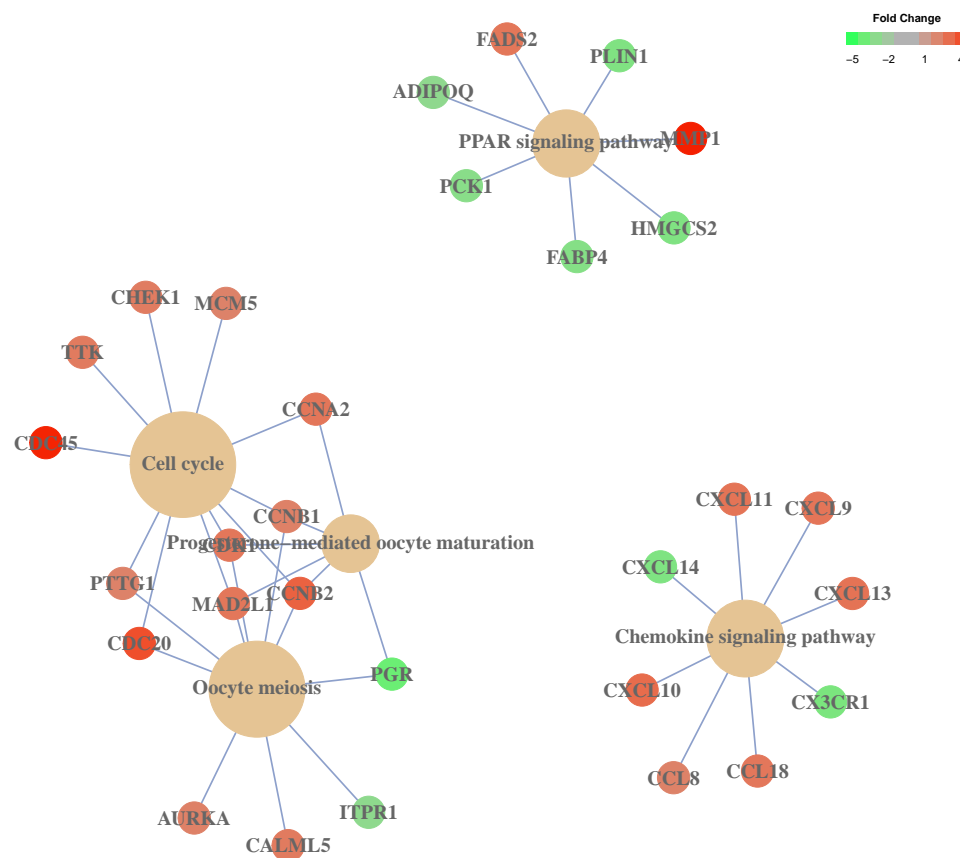 Fold Change
−5 −2 1 4
FADS2
PLIN1
ADIPOQ
PPAR signaling pathway
MMP1
PCK1
HMGCS2
FABP4
CHEK1
MCM5
TTK
CCNA2
CDC45
Cell cycle
CXCL11
CXCL9
CCNB1
Progesterone−mediated oocyte maturation
CDK1
CXCL14
PTTG1
CCNB2
MAD2L1
CXCL13
CDC20
Chemokine signaling pathway
PGR
Oocyte meiosis
CXCL10
CX3CR1
CCL18
CCL8
ITPR1
AURKA
CALML5